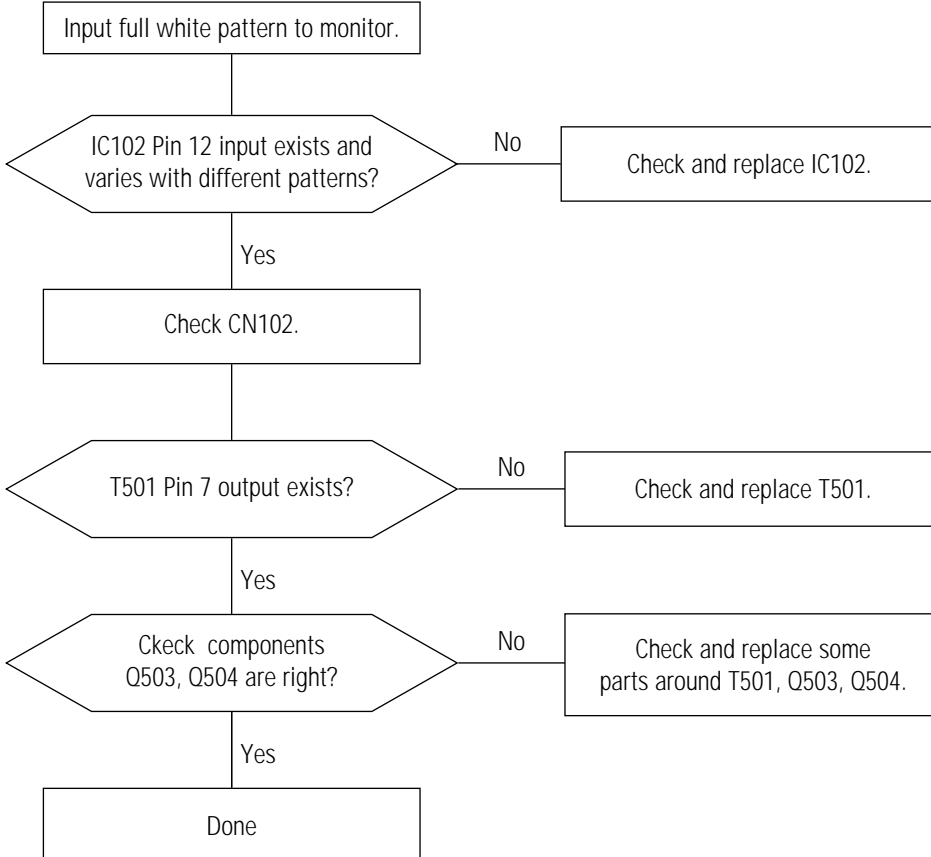 Input full white pattern to monitor.
IC102 Pin 12 input exists and
varies with different patterns?
No
Check and replace IC102.
Yes
Check CN102.
T501 Pin 7 output exists?
No
Check and replace T501.
Yes
Ckeck components
Q503, Q504 are right?
No
Check and replace some
parts around T501, Q503, Q504.
Yes
Done